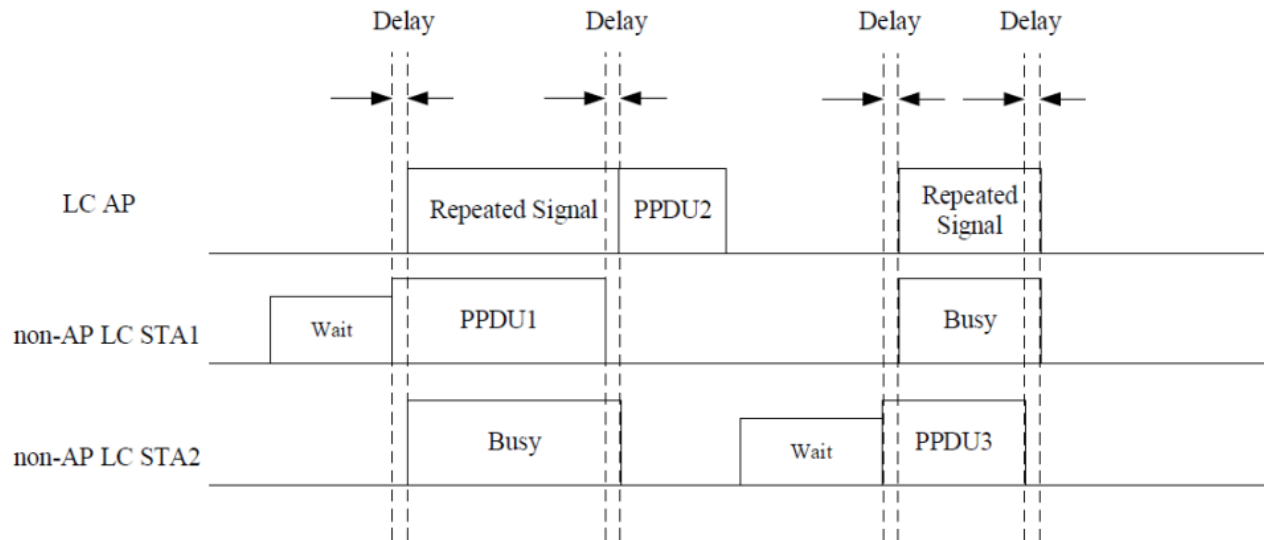 Delay
Delay
Delay
Delay
LC AP
Repeated Signal
PPDU2
Repeated
Signal
non-AP LC STA1
Wait
PPDU1
Busy
non-AP LC STA2
Busy
Wait
PPDU3